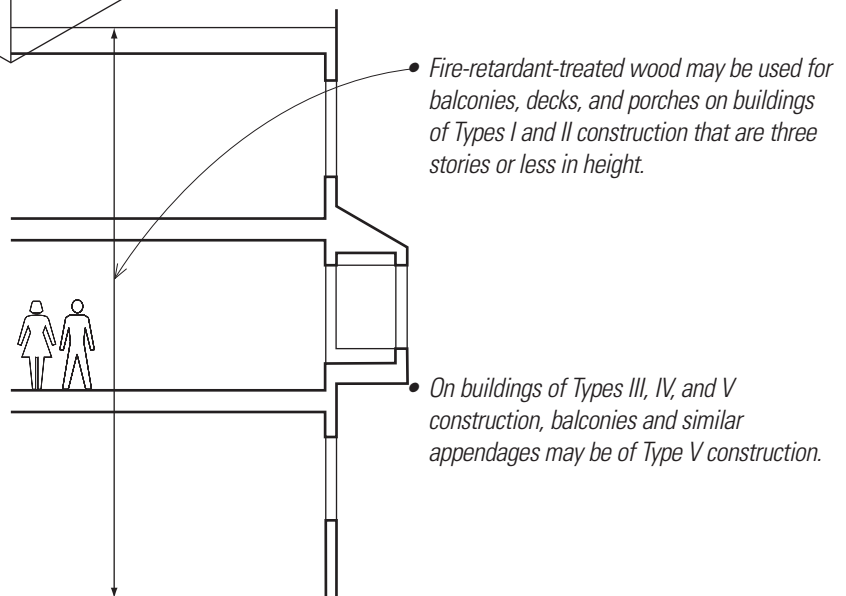 • Fire-retardant-treated wood may be used for
balconies, decks, and porches on buildings
of Types I and II construction that are three
stories or less in height.
• On buildings of Types III, IV, and V
construction, balconies and similar
appendages may be of Type V construction.